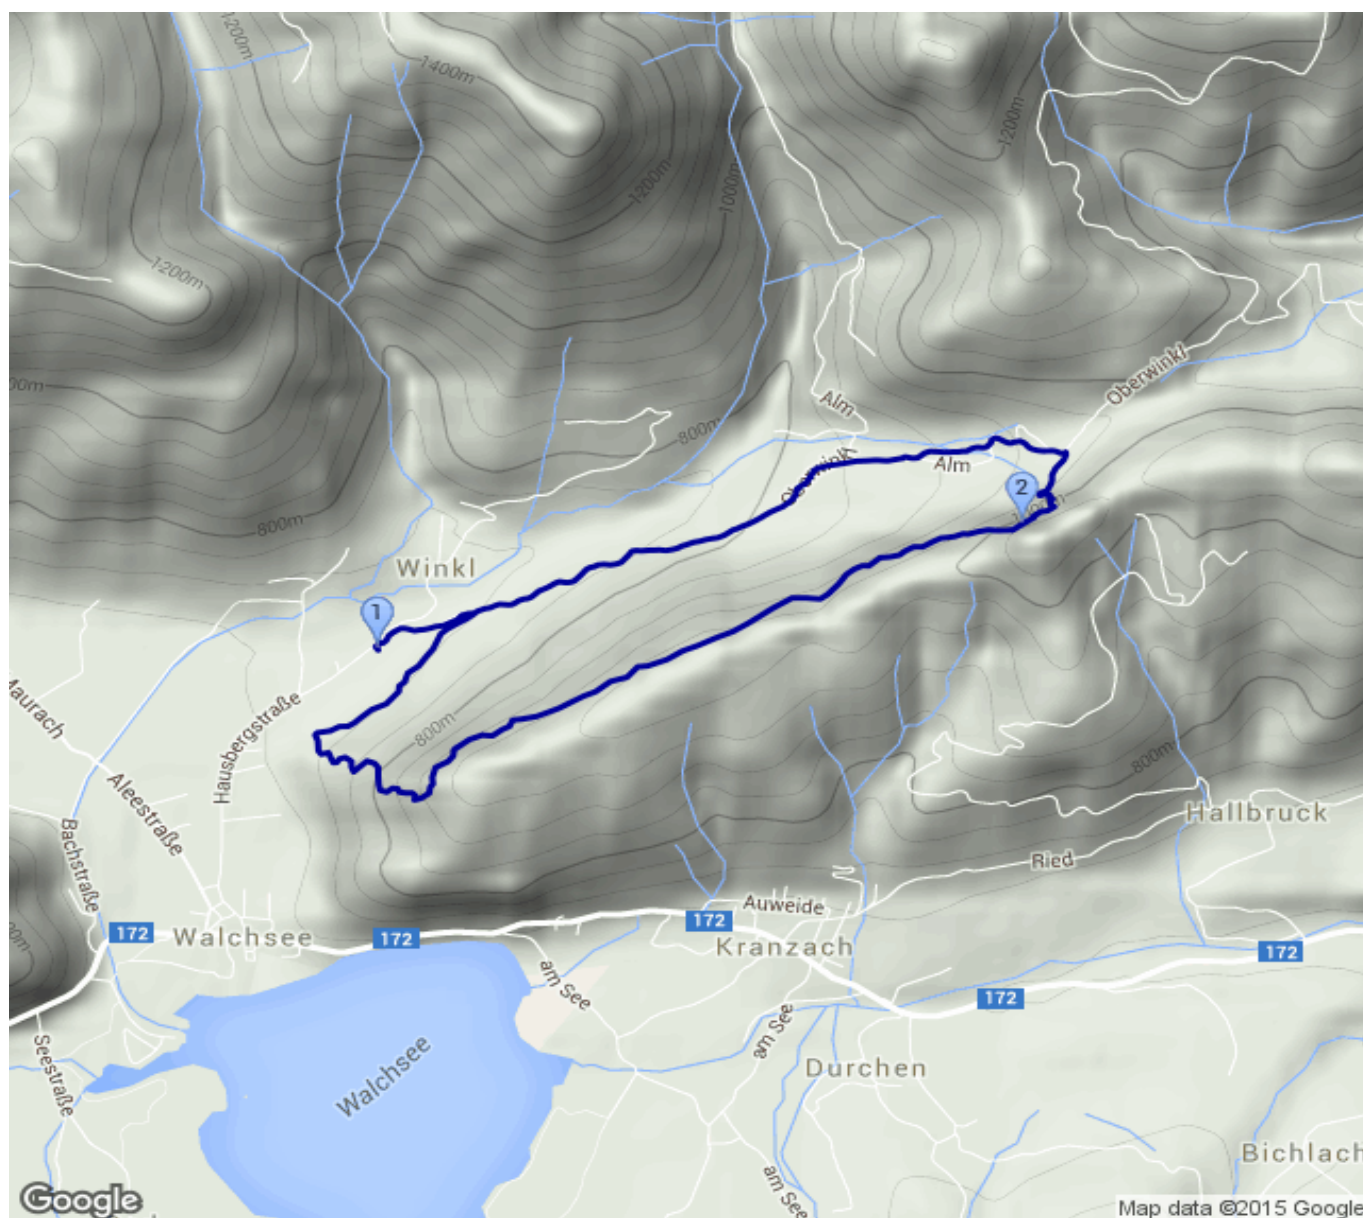 1200m
1400m
1200m
1200m
1000m
1200m
Oberwinkl
Alm
800m
Oberwinkl
Alm
2
800m
Winkl
1
800m
Maurach
Hausbergstraße
Aleestraße
Bachstraße
800m
Hallbruck
Ried
Auweide
172
Walchsee
172
172
Kranzach
172
am See
172
am See
Seestraße
Walchsee
Durchen
Bichlach
am See
Google
Map data ©2015 Google